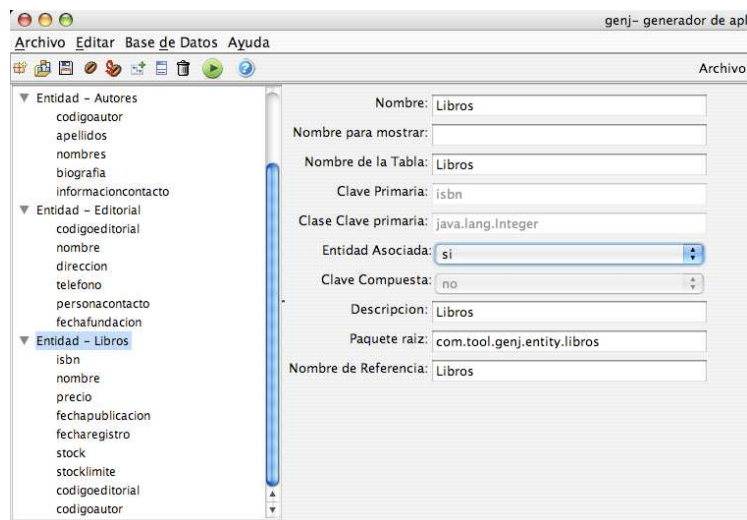 genj- generador de apl
Archivo Editar Base de Datos Ayuda
Archivo
Entidad - Autores
codigoautor
apellidos
nombres
biografia
informacioncontacto
Entidad - Editorial
codigoeditorial
nombre
direccion
telefono
personacontacto
fechafundacion
Entidad - Libros
isbn
nombre
precio
fechapublicacion
fecharegistro
stock
stocklimite
codigoeditorial
codigoautor
Nombre: Libros
Nombre para mostrar:
Nombre de la Tabla: Libros
Clave Primaria: isbn
Clase Clave primaria: java.lang.Integer
Entidad Asociada: si
Clave Compuesta: no
Descripcion: Libros
Paquete raiz: com.tool.genj.entity.libros
Nombre de Referencia: Libros